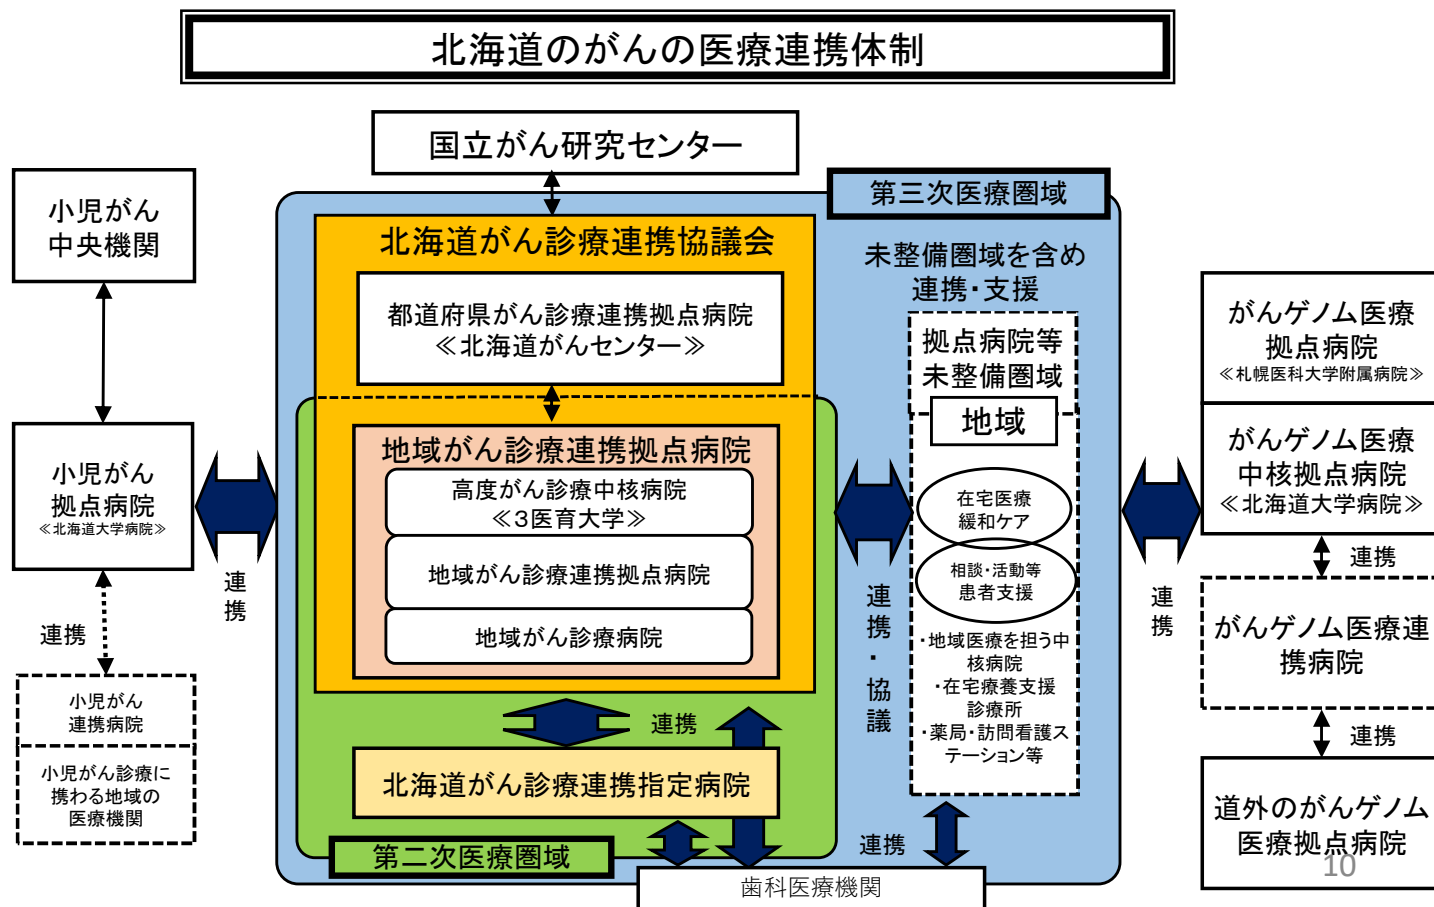 北海道のがんの医療連携体制
国立がん研究センター
小児がん
中央機関
小児がん
拠点病院
≪北海道大学病院≫
連携
小児がん
連携病院
小児がん診療に
携わる地域の
医療機関
連携
第三次医療圏域
北海道がん診療連携協議会
都道府県がん診療連携拠点病院
≪北海道がんセンター≫
地域がん診療連携拠点病院
高度がん診療中核病院
≪3医育大学≫
地域がん診療連携拠点病院
地域がん診療病院
連携
北海道がん診療連携指定病院
第二次医療圏域
連携・協議
未整備圏域を含め
連携・支援
拠点病院等
未整備圏域
地域
在宅医療
緩和ケア
相談・活動等
患者支援
・地域医療を担う中
核病院
・在宅療養支援
診療所
・薬局・訪問看護ス
テーション等
連携
歯科医療機関
連携
がんゲノム医療
拠点病院
≪札幌医科大学附属病院≫
がんゲノム医療
中核拠点病院
≪北海道大学病院≫
連携
がんゲノム医療連
携病院
連携
道外のがんゲノム
医療拠点病院
10